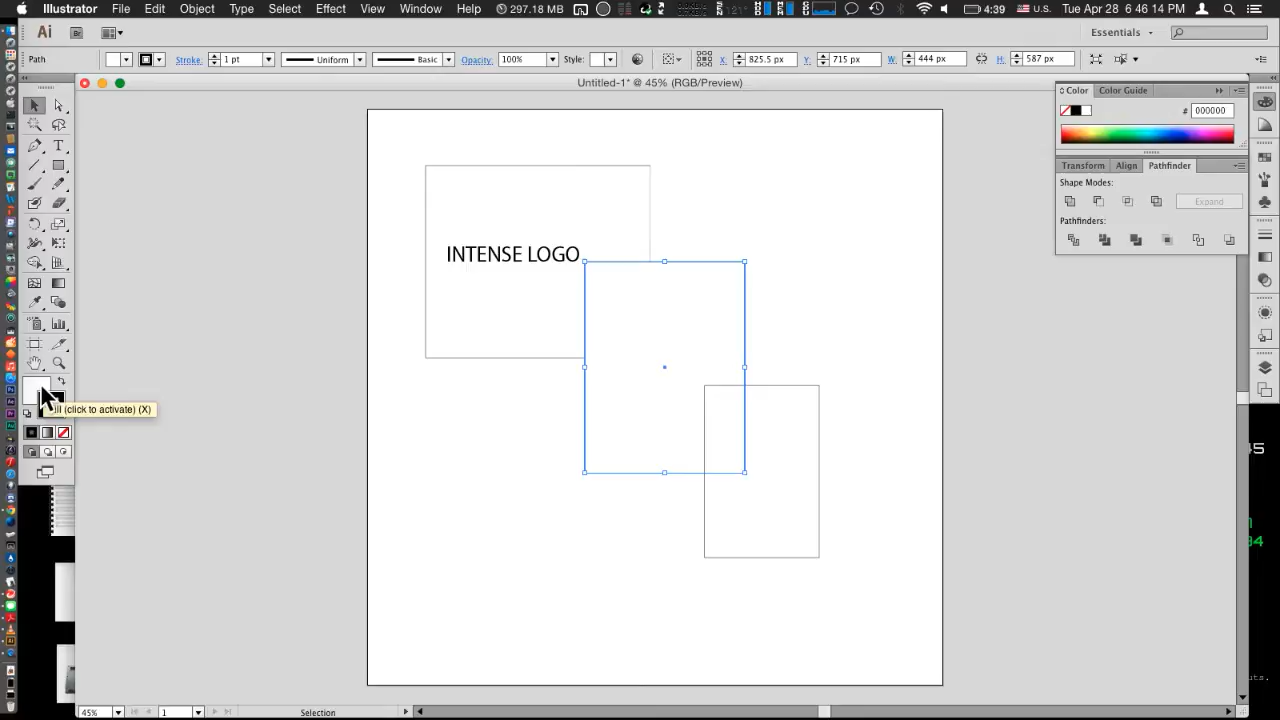 Illustrator File Edit Object Type Select Effect View Window Help 297.18 MB 4:39 U.S. Tue Apr 28 6:46:14 PM
Ai Br Essentials
Path Stroke: 1 pt Uniform Basic Opacity: 100% Style: X: 825.5 px Y: 715 px W: 444 px H: 587 px
Untitled-1* @ 45% (RGB/Preview)
Color Color Guide
# 000000
Transform Align Pathfinder
Shape Modes:
Expand
Pathfinders:
INTENSE LOGO
(click to activate) (X)
45% 1 Selection